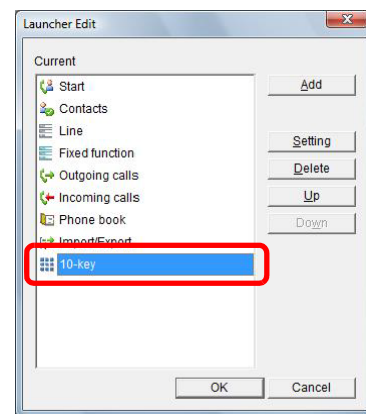 Launcher Edit
Current
Start
Contacts
Line
Fixed function
Outgoing calls
Incoming calls
Phone book
Import/Export
10-key
Add
Setting
Delete
Up
Down
OK
Cancel